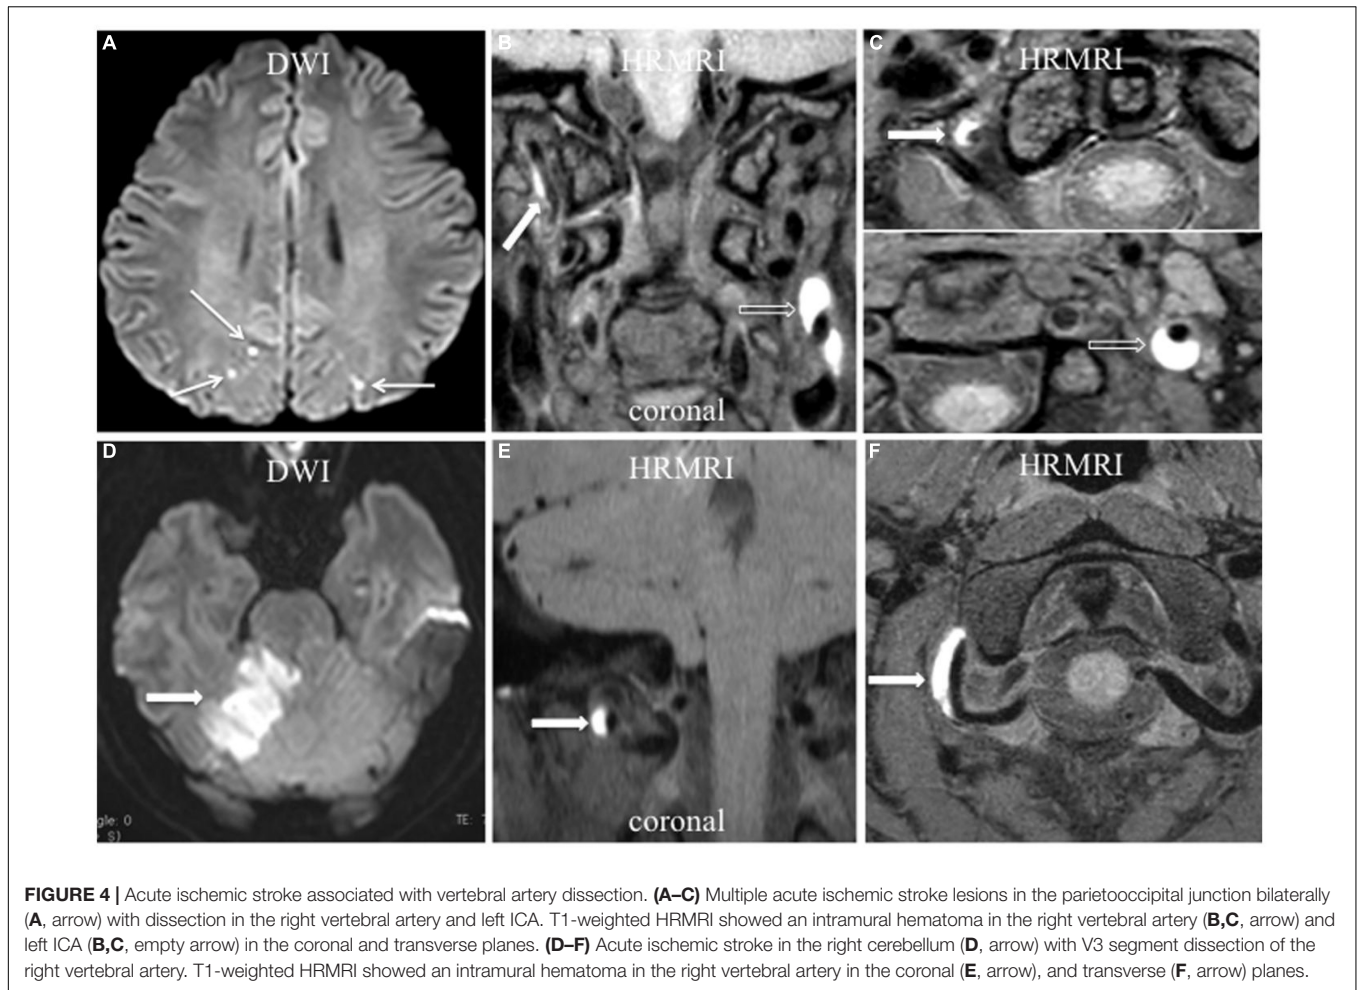 A
DWI
B
HRMRI
C
HRMRI
coronal
D
DWI
gle: 0
S)
TE:
E
HRMRI
coronal
F
HRMRI
FIGURE 4 | Acute ischemic stroke associated with vertebral artery dissection. (A–C) Multiple acute ischemic stroke lesions in the parietooccipital junction bilaterally
(A, arrow) with dissection in the right vertebral artery and left ICA. T1-weighted HRMRI showed an intramural hematoma in the right vertebral artery (B,C, arrow) and
left ICA (B,C, empty arrow) in the coronal and transverse planes. (D–F) Acute ischemic stroke in the right cerebellum (D, arrow) with V3 segment dissection of the
right vertebral artery. T1-weighted HRMRI showed an intramural hematoma in the right vertebral artery in the coronal (E, arrow), and transverse (F, arrow) planes.